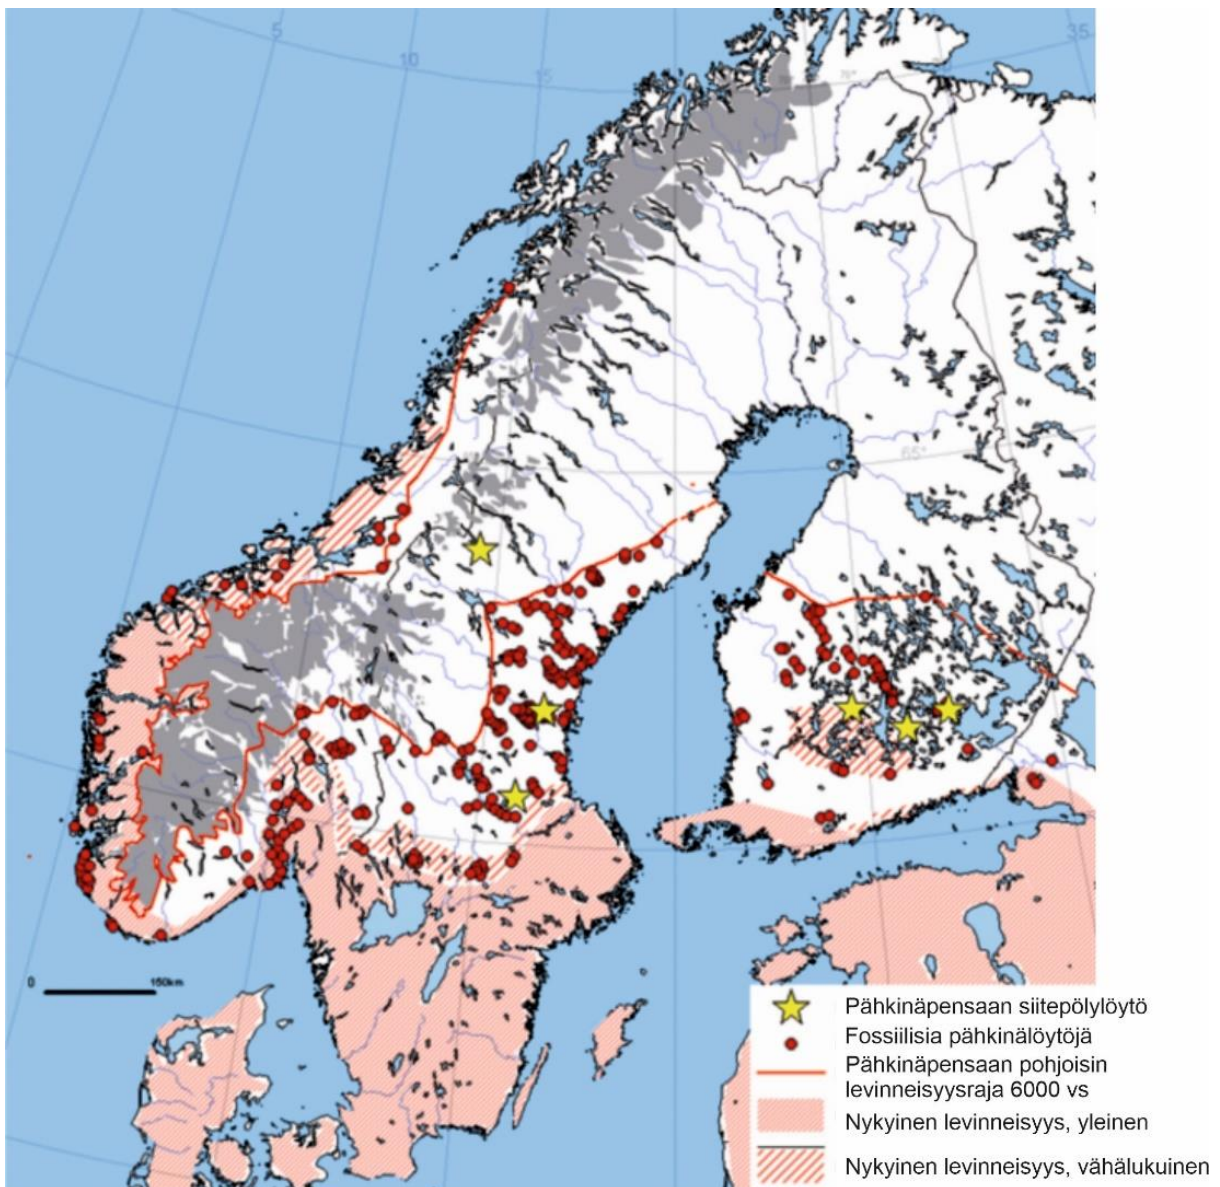 5
10
15
35
70°
65°
0 150km
Pähkinäpensaan siitepölylöytö
Fossiilisia pähkinälöytöjä
Pähkinäpensaan pohjoisin
levinneisyysraja 6000 vs
Nykyinen levinneisyys, yleinen
Nykyinen levinneisyys, vähälukuinen